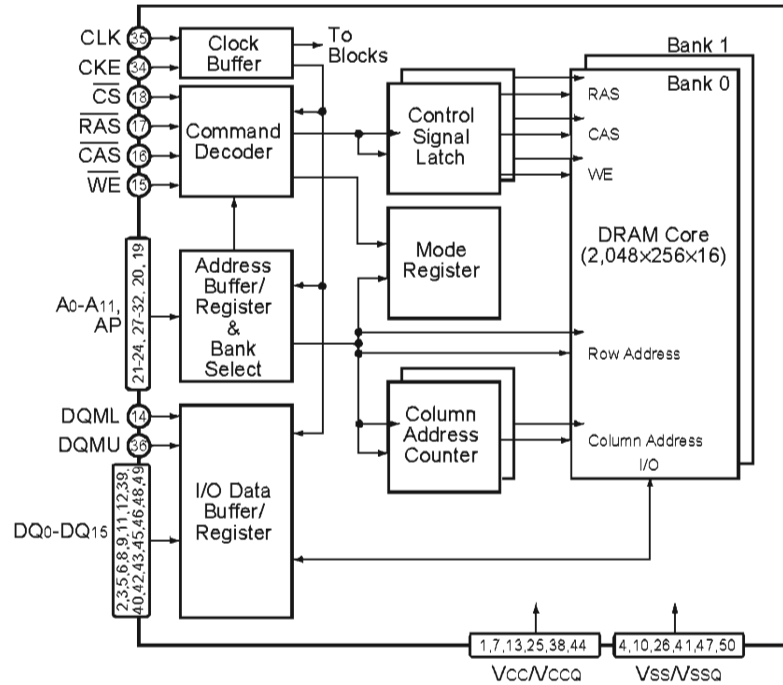 CLK 35
CKE 34
CS 18
RAS 17
CAS 16
WE 15
Clock
Buffer
To
Blocks
Command
Decoder
Control
Signal
Latch
Bank 1
Bank 0
RAS
CAS
WE
DRAM Core
(2,048×256×16)
A0-A11,
AP
21-24, 27-32, 20, 19
Address
Buffer/
Register
&
Bank
Select
Mode
Register
Row Address
DQML 14
DQMU 36
Column
Address
Counter
Column Address
I/O
DQ0-DQ15
2,3,5,6,8,9,11,12,39,
40,42,43,45,46,48,49
I/O Data
Buffer/
Register
1,7,13,25,38,44
4,10,26,41,47,50
VCC/VCCQ
VSS/VSSQ